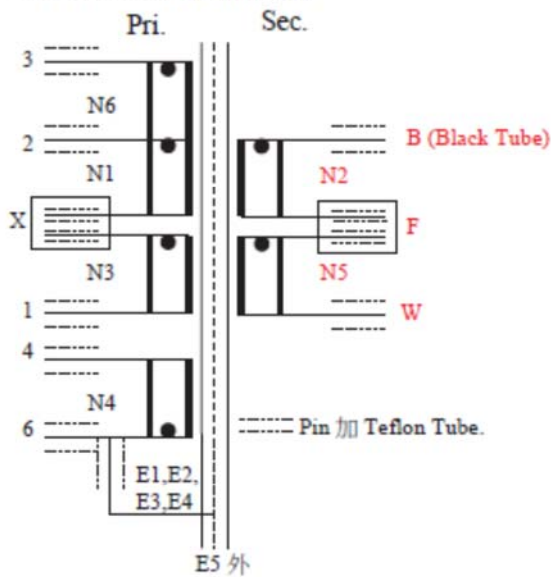 Pri. Sec.
3
N6
2 B (Black Tube)
N1 N2
X F
N3 N5
1 W
4
N4
6 Pin 加 Teflon Tube.
E1,E2,
E3,E4
E5 外